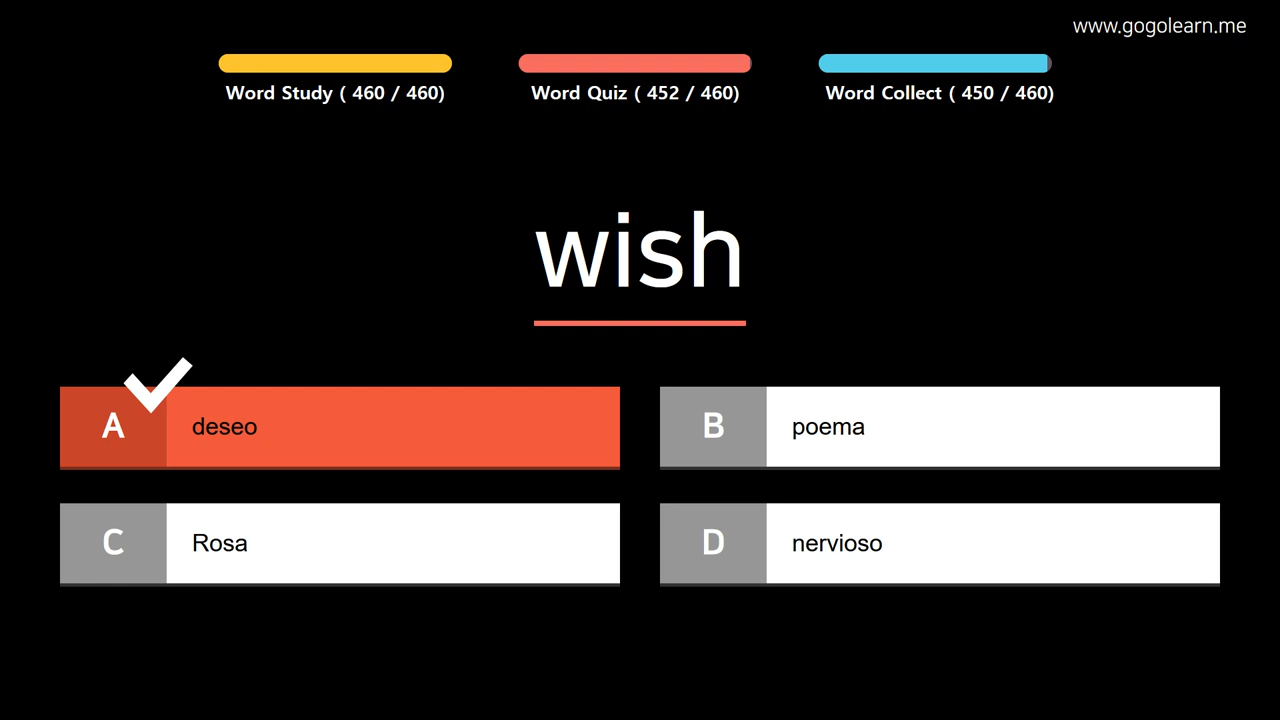 www.gogolearn.me
Word Study ( 460 / 460)
Word Quiz ( 452 / 460)
Word Collect ( 450 / 460)
wish
A deseo
B poema
C Rosa
D nervioso